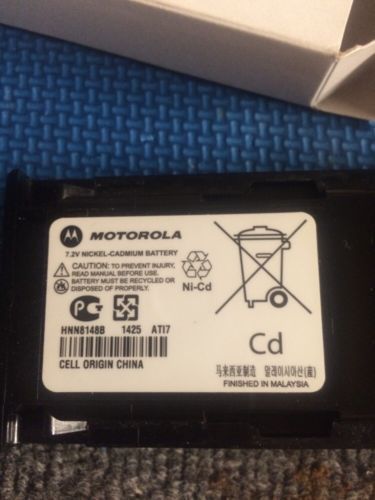 MOTOROLA
7.2V NICKEL-CADMIUM BATTERY
CAUTION: TO PREVENT INJURY,
READ MANUAL BEFORE USE.
BATTERY MUST BE RECYCLED OR
DISPOSED OF PROPERLY.
Ni-Cd
HNN8148B 1425 ATI7
CELL ORIGIN CHINA
Cd
马来西亚制造 말레이시아산(産)
FINISHED IN MALAYSIA